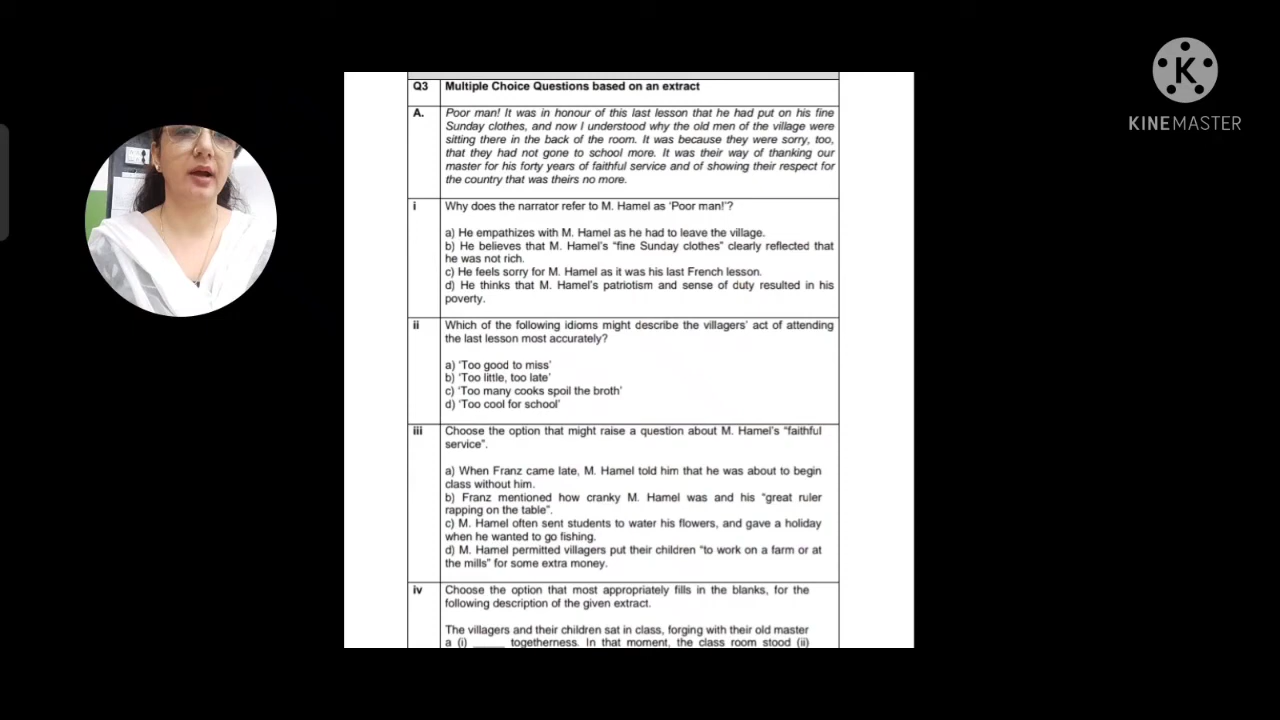 Q3 Multiple Choice Questions based on an extract
A. Poor man! It was in honour of this last lesson that he had put on his fine
Sunday clothes, and now I understood why the old men of the village were
sitting there in the back of the room. It was because they were sorry, too,
that they had not gone to school more. It was their way of thanking our
master for his forty years of faithful service and of showing their respect for
the country that was theirs no more.
i Why does the narrator refer to M. Hamel as ‘Poor man!’?
a) He empathizes with M. Hamel as he had to leave the village.
b) He believes that M. Hamel's “fine Sunday clothes” clearly reflected that
he was not rich.
c) He feels sorry for M. Hamel as it was his last French lesson.
d) He thinks that M. Hamel's patriotism and sense of duty resulted in his
poverty.
ii Which of the following idioms might describe the villagers’ act of attending
the last lesson most accurately?
a) ‘Too good to miss’
b) ‘Too little, too late’
c) ‘Too many cooks spoil the broth’
d) ‘Too cool for school’
iii Choose the option that might raise a question about M. Hamel's “faithful
service”.
a) When Franz came late, M. Hamel told him that he was about to begin
class without him.
b) Franz mentioned how cranky M. Hamel was and his “great ruler
rapping on the table”.
c) M. Hamel often sent students to water his flowers, and gave a holiday
when he wanted to go fishing.
d) M. Hamel permitted villagers put their children “to work on a farm or at
the mills” for some extra money.
iv Choose the option that most appropriately fills in the blanks, for the
following description of the given extract.
The villagers and their children sat in class, forging with their old master
a (i) _____ togetherness. In that moment, the class room stood (ii)
K
KINEMASTER